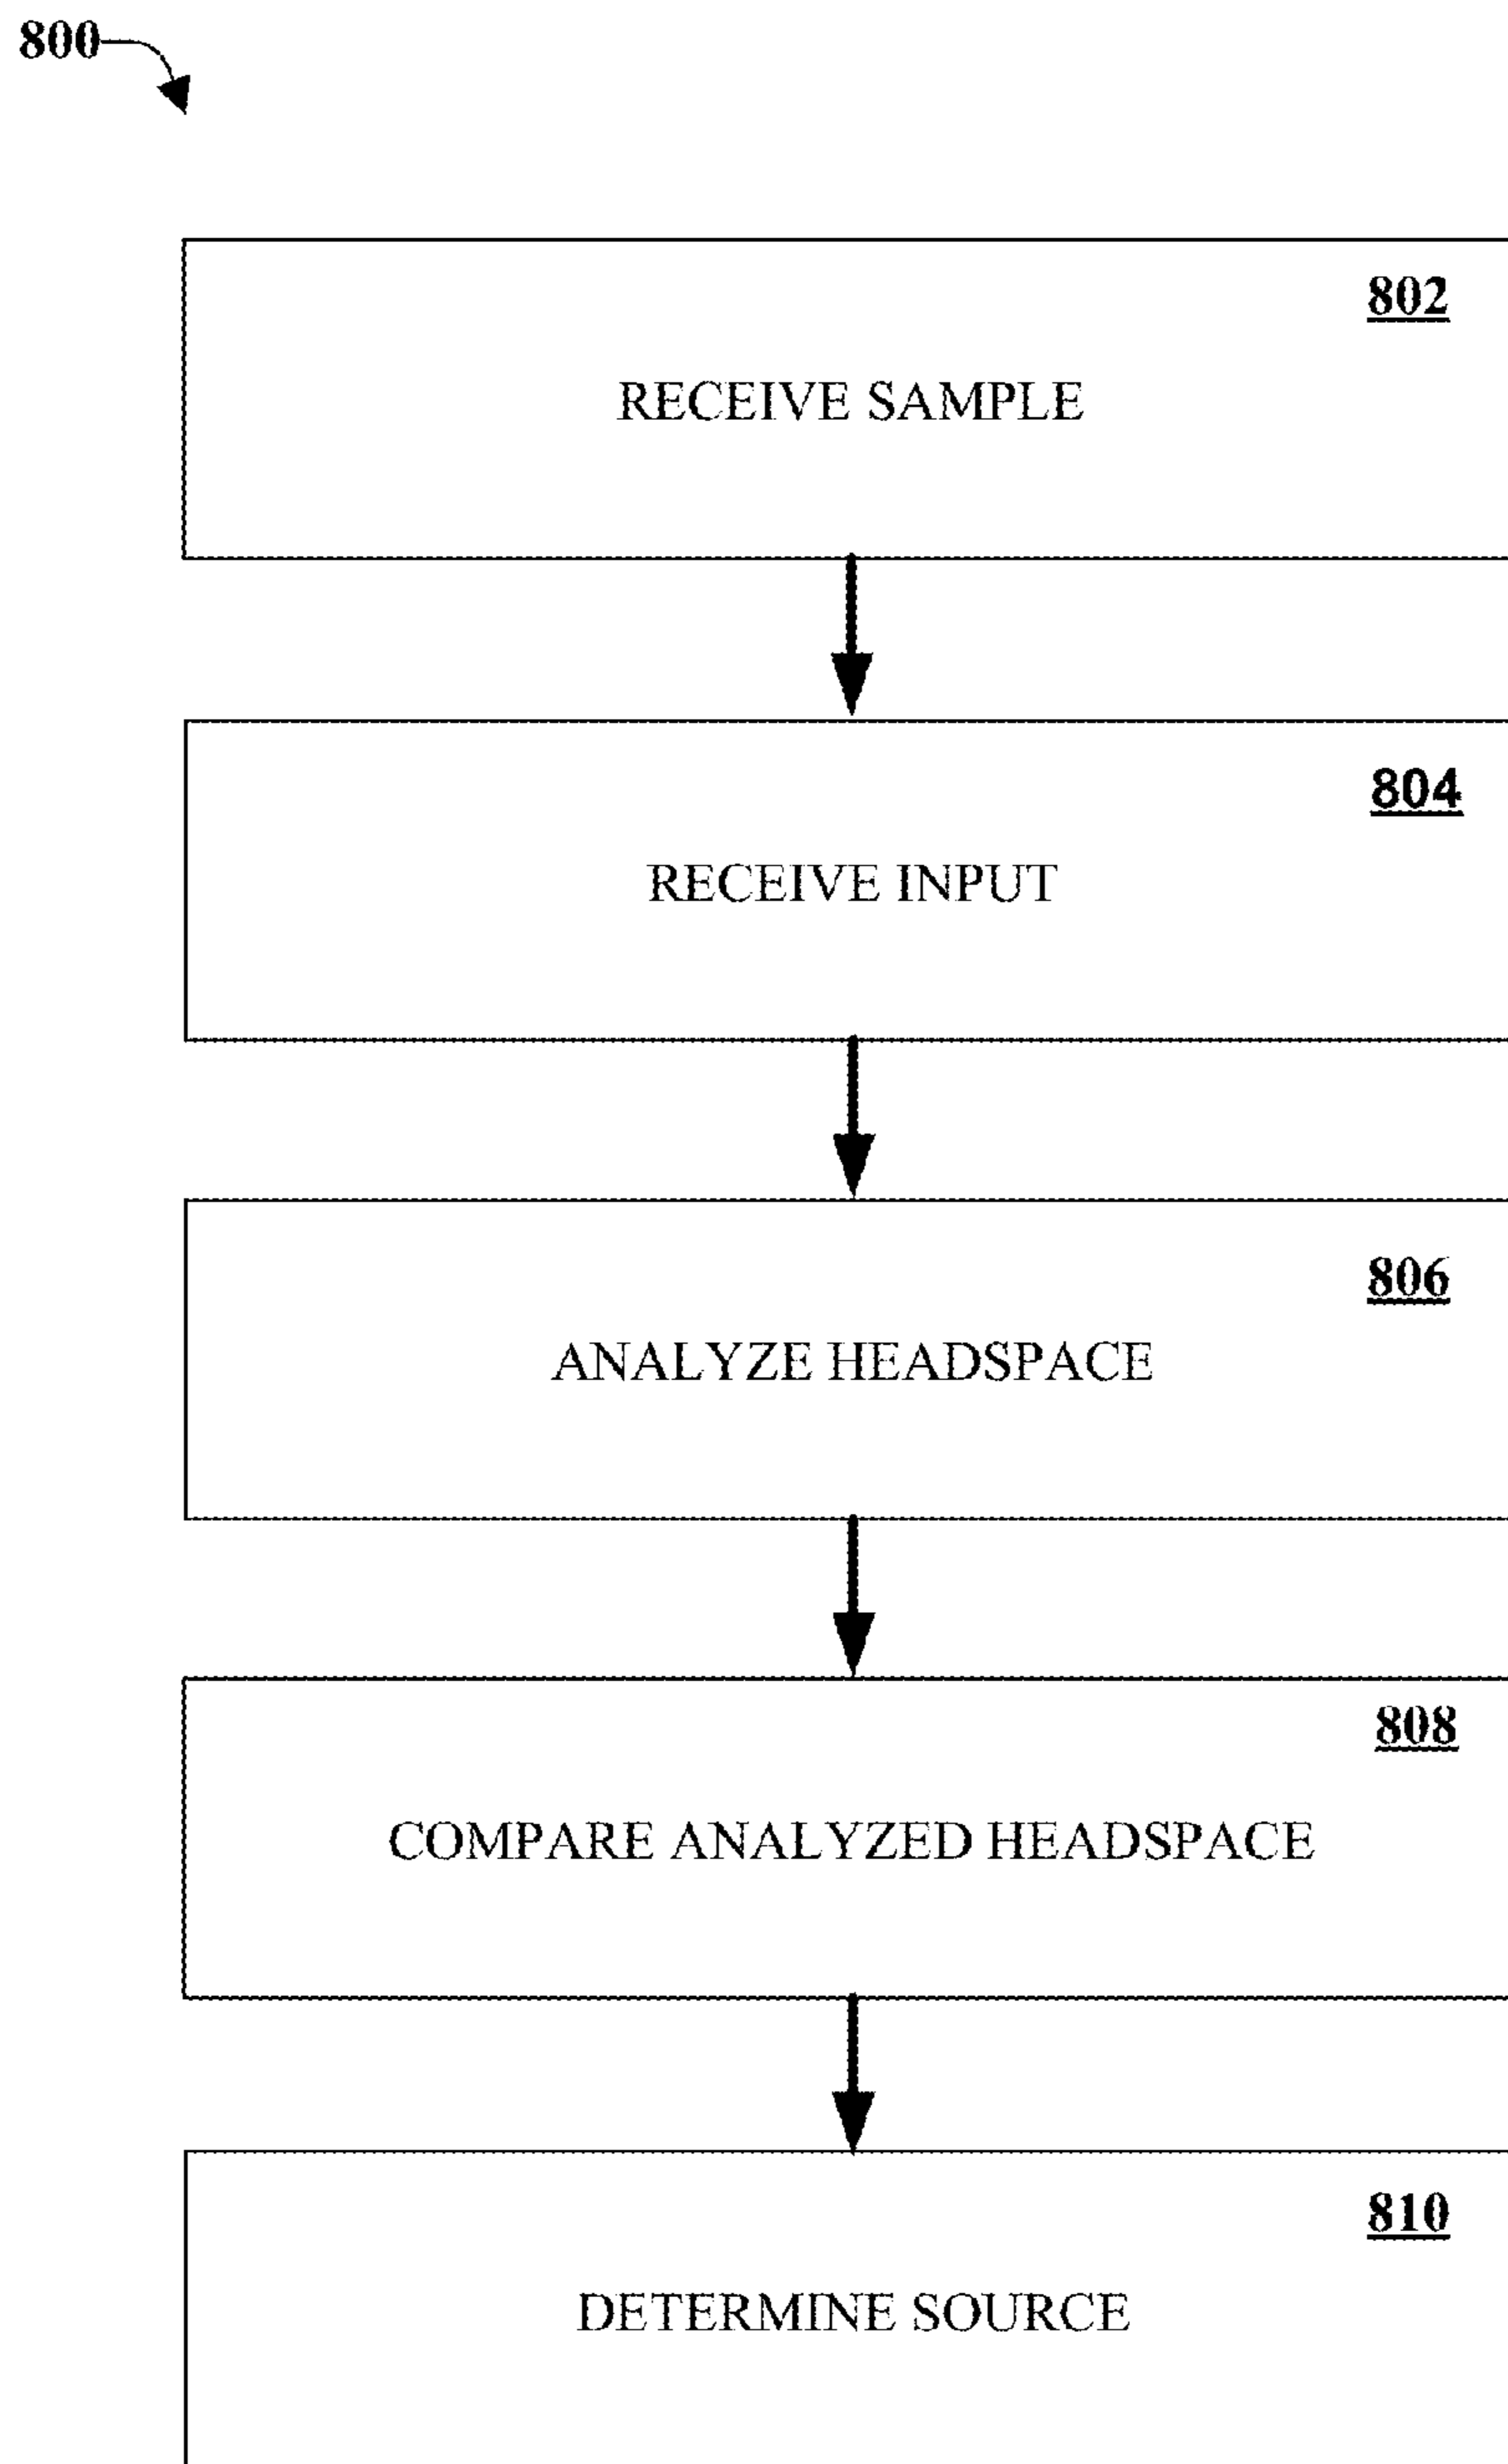 800
802
RECEIVE SAMPLE
804
RECEIVE INPUT
806
ANALYZE HEADSPACE
808
COMPARE ANALYZED HEADSPACE
810
DETERMINE SOURCE